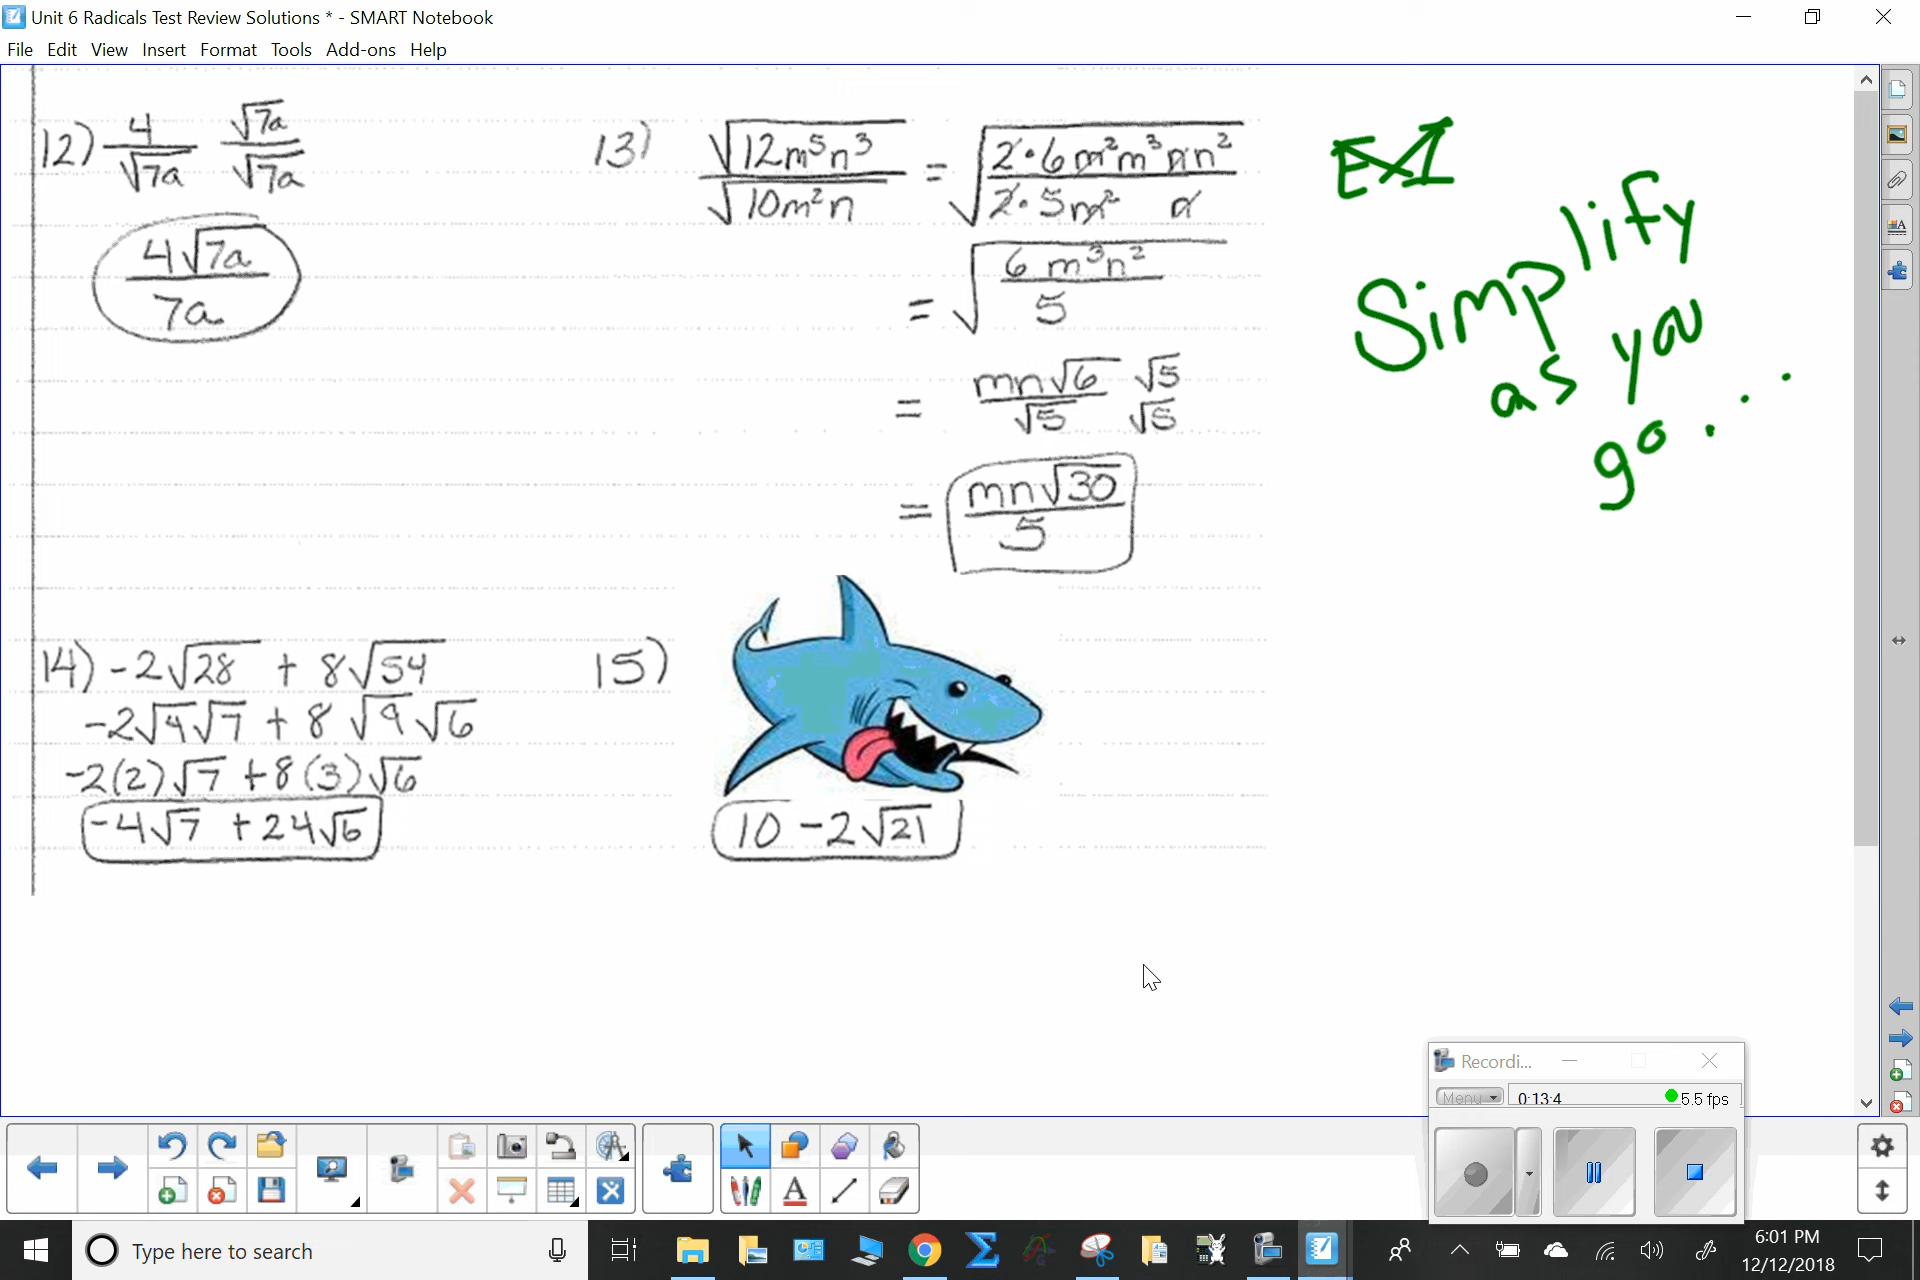 Unit 6 Radicals Test Review Solutions * - SMART Notebook
File Edit View Insert Format Tools Add-ons Help
12) 4/√7a √7a/√7a
4√7a/7a
13) √12m⁵n³/√10m²n = √(2·6m²m³nn²/2·5m² n)
= √(6m³n²/5)
= mn√6/√5 √5/√5
= mn√30/5
EX1
Simplify
as you
go...
14) -2√28 + 8√54
-2√4√7 + 8√9√6
-2(2)√7 + 8(3)√6
-4√7 + 24√6
15)
10 - 2√21
Recordi...
Menu 0:13:4 5.5 fps
Type here to search
6:01 PM
12/12/2018